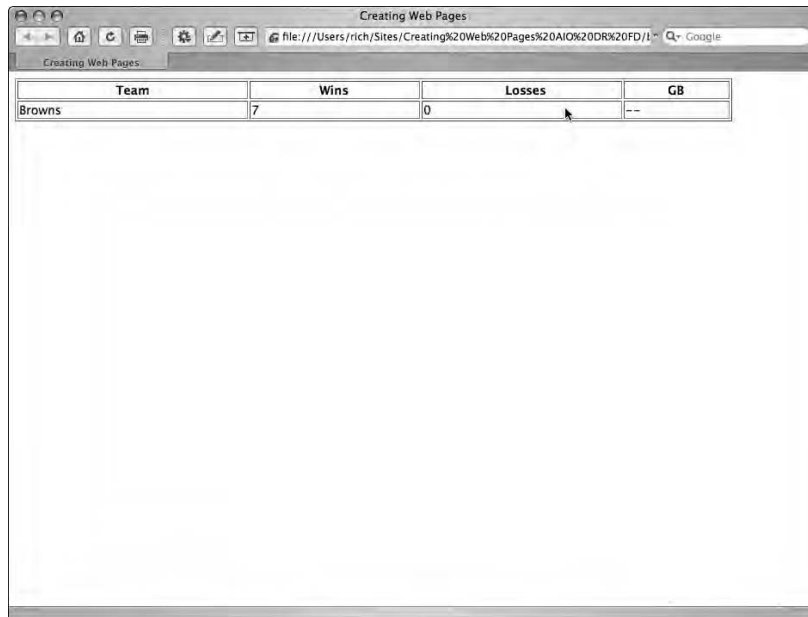 Creating Web Pages
file:///Users/rich/Sites/Creating%20Web%20Pages%20AIO%20DR%20FD/
Google
Creating Web Pages
Team Wins Losses GB
Browns 7 0 --